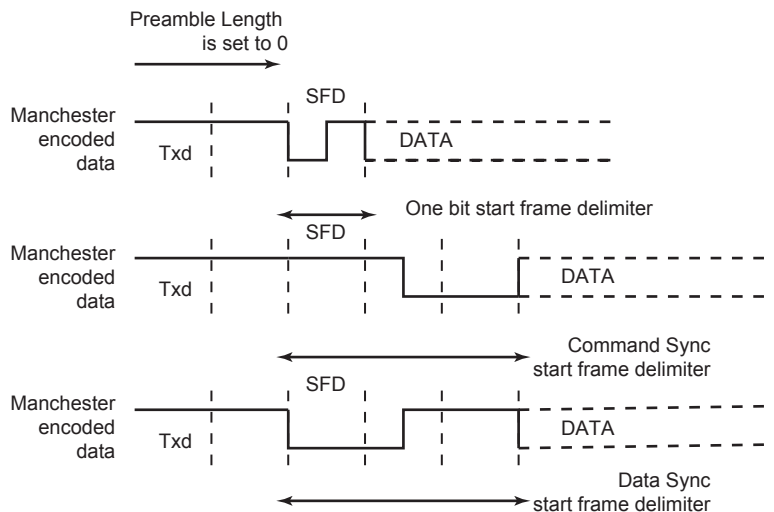 Preamble Length
is set to 0
SFD
Manchester
encoded
data
Txd
DATA
One bit start frame delimiter
SFD
Manchester
encoded
data
Txd
DATA
Command Sync
start frame delimiter
SFD
Manchester
encoded
data
Txd
DATA
Data Sync
start frame delimiter